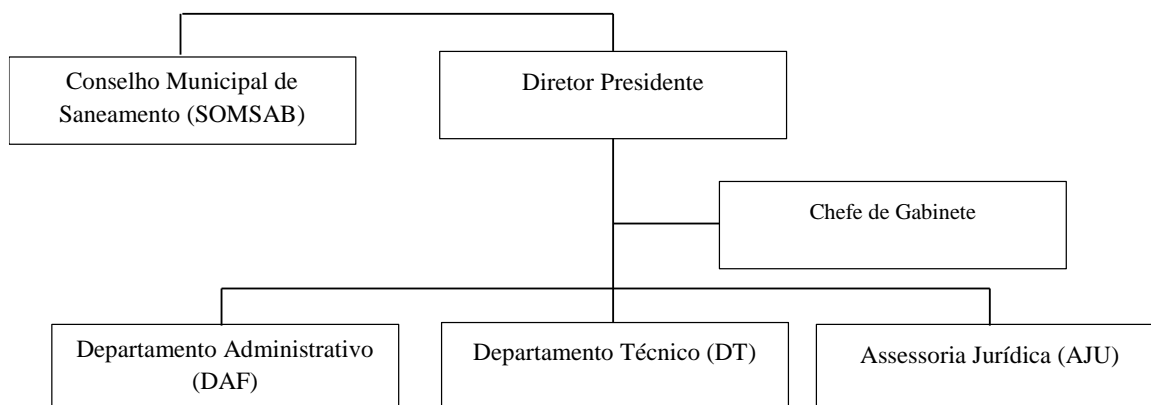 Conselho Municipal de
Saneamento (SOMSAB)
Diretor Presidente
Chefe de Gabinete
Departamento Administrativo
(DAF)
Departamento Técnico (DT)
Assessoria Jurídica (AJU)